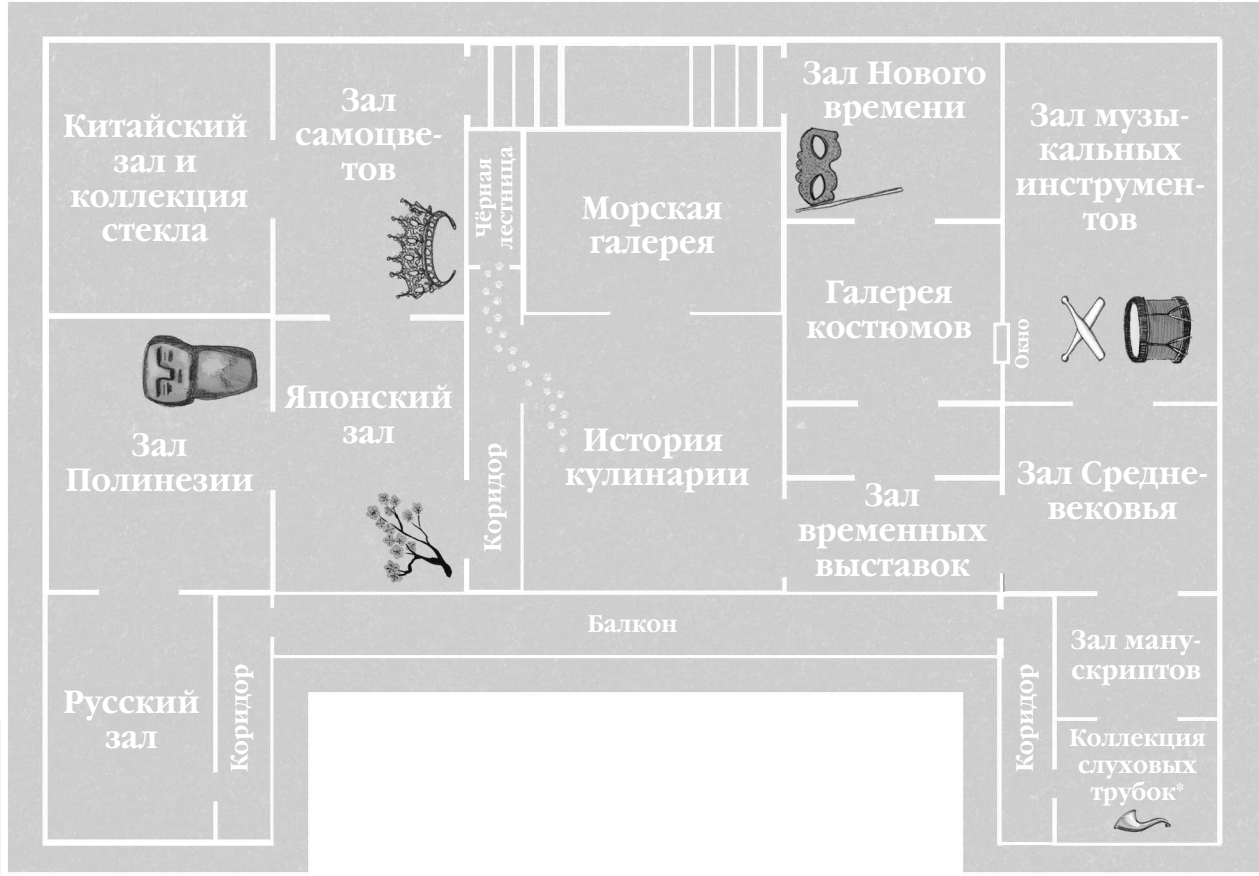 Китайский
зал и
коллекция
стекла
Зал
самоцве-
тов
Чёрная
лестница
Морская
галерея
Зал Нового
времени
Зал музы-
кальных
инструмен-
тов
Галерея
костюмов
Окно
Зал
Полинезии
Японский
зал
Коридор
История
кулинарии
Зал
временных
выставок
Зал Средне-
вековья
Балкон
Русский
зал
Коридор
Коридор
Зал ману-
скриптов
Коллекция
слуховых
трубок*